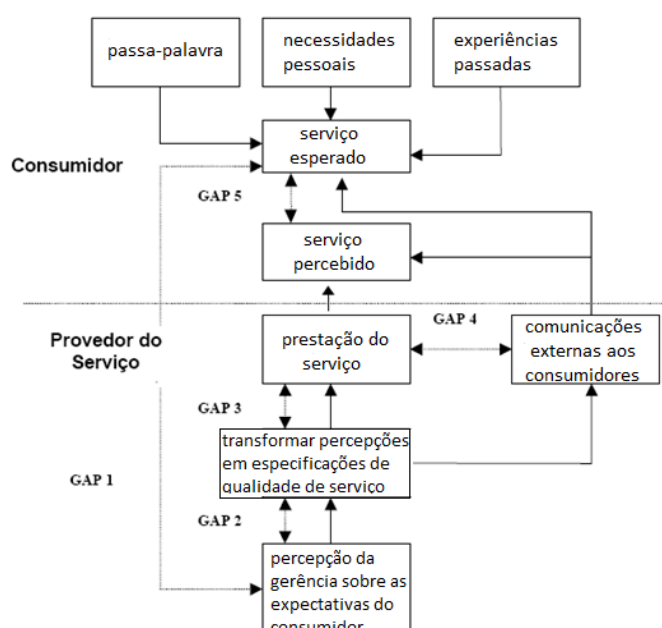 passa-palavra
necessidades
pessoais
experiências
passadas
serviço
esperado
Consumidor
GAP 5
serviço
percebido
GAP 4
Provedor do
Serviço
prestação do
serviço
comunicações
externas aos
consumidores
GAP 3
transformar percepções
em especificações de
qualidade de serviço
GAP 1
GAP 2
percepção da
gerência sobre as
expectativas do
consumidor